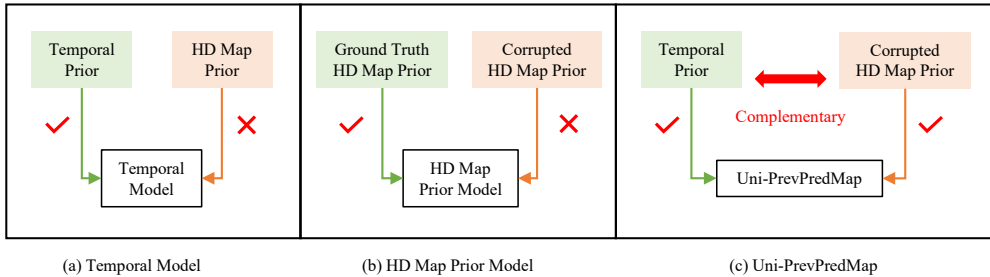 Temporal
Prior
HD Map
Prior
Temporal
Model
Ground Truth
HD Map Prior
Corrupted
HD Map Prior
HD Map
Prior Model
Temporal
Prior
Corrupted
HD Map Prior
Complementary
Uni-PrevPredMap
(a) Temporal Model
(b) HD Map Prior Model
(c) Uni-PrevPredMap